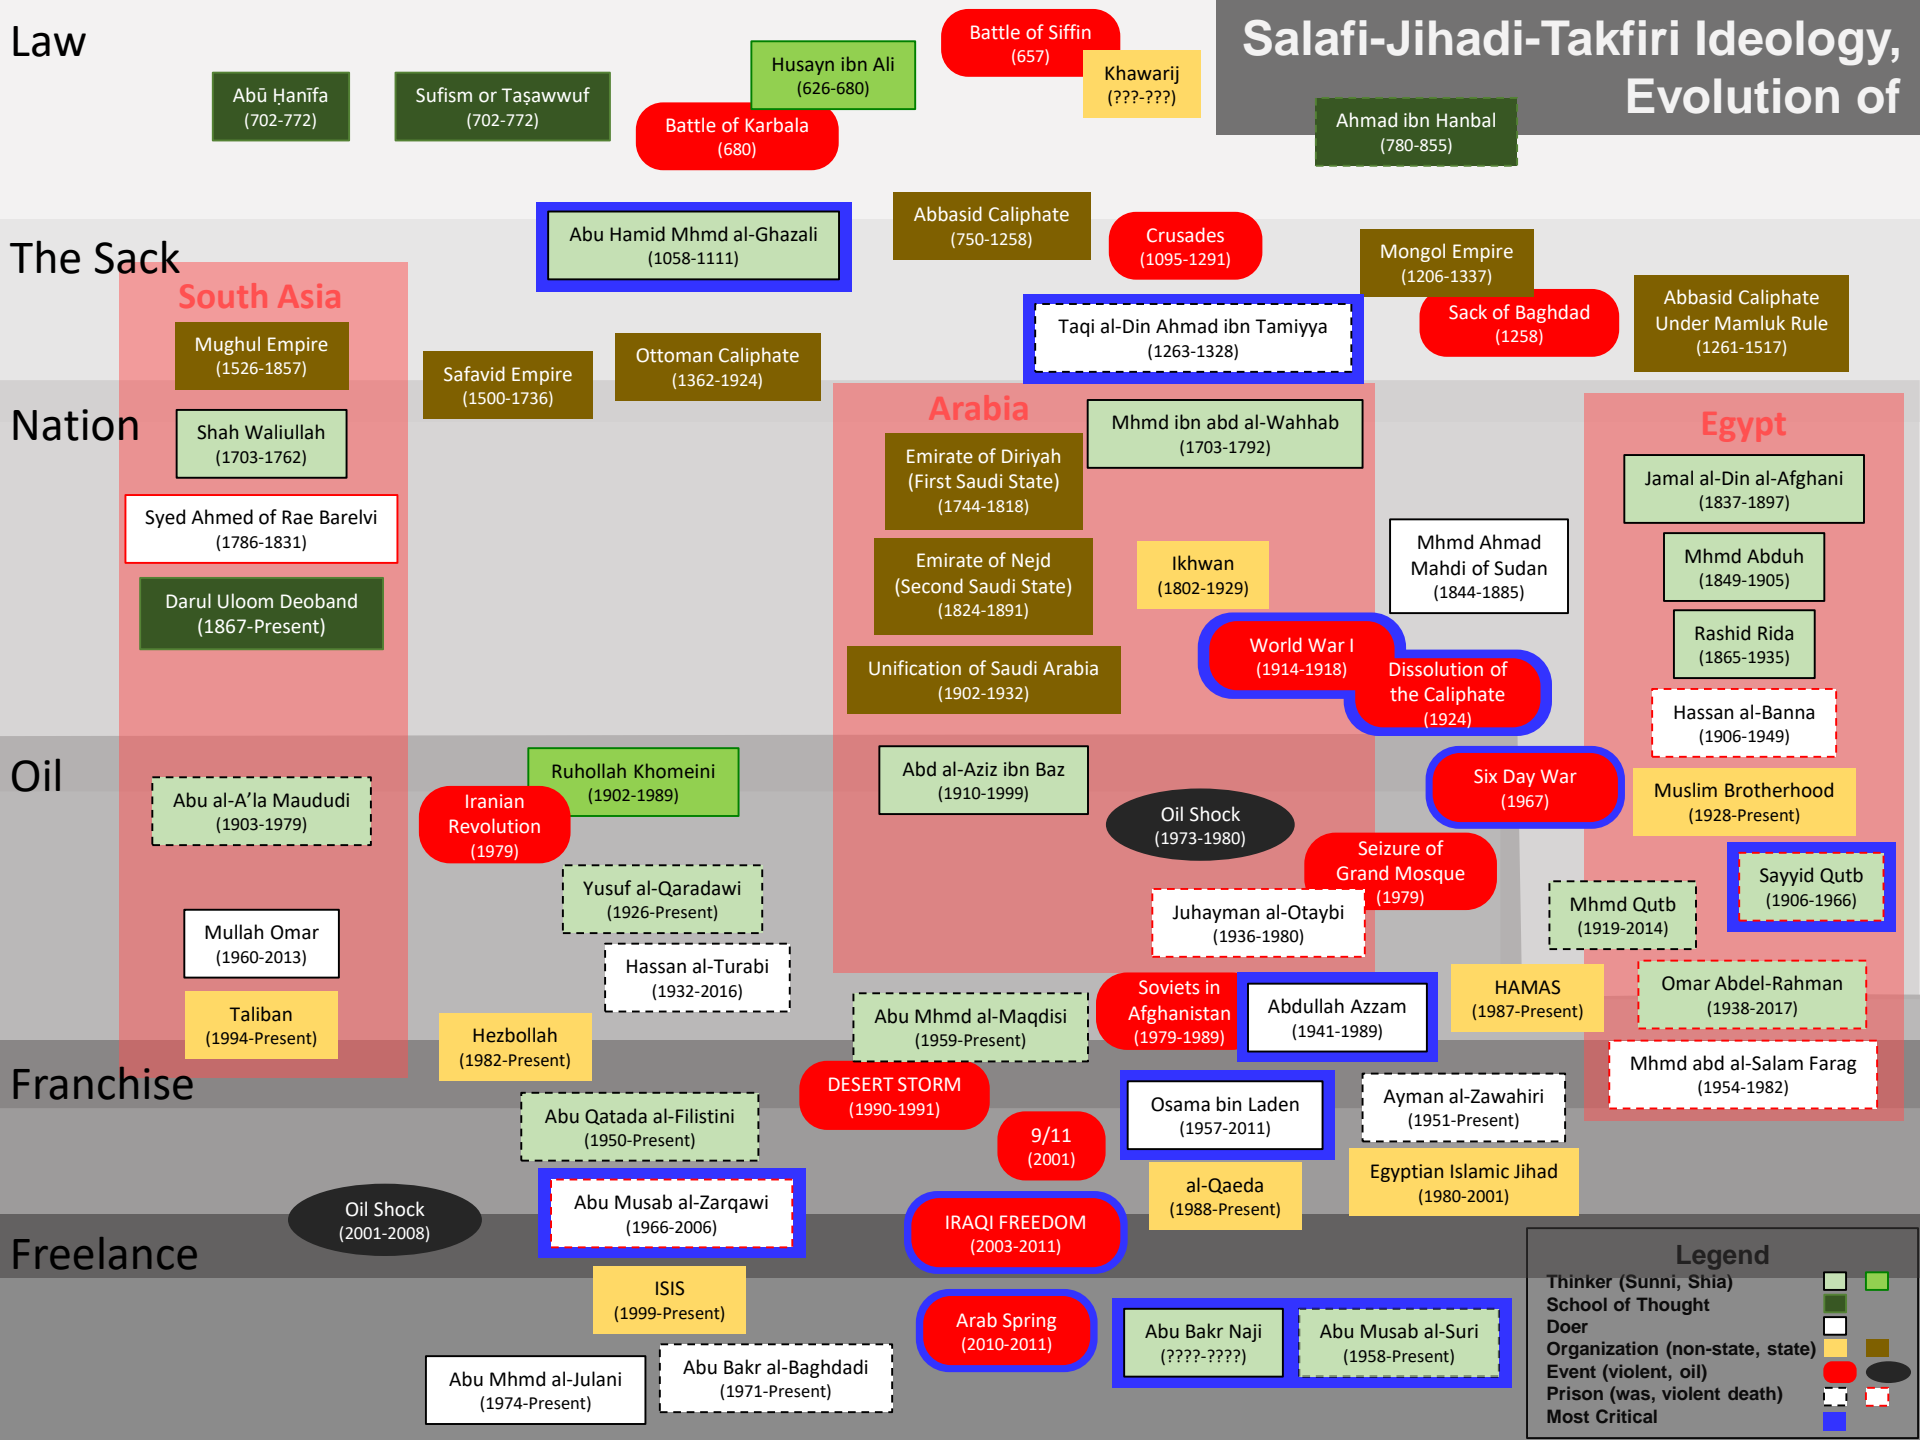 Law
Salafi-Jihadi-Takfiri Ideology,
Evolution of
Battle of Siffin
(657)
Husayn ibn Ali
(626-680)
Khawarij
(???-???)
Abū Ḥanīfa
(702-772)
Sufism or Taṣawwuf
(702-772)
Battle of Karbala
(680)
Ahmad ibn Hanbal
(780-855)
The Sack
Abu Hamid Mhmd al-Ghazali
(1058-1111)
Abbasid Caliphate
(750-1258)
Crusades
(1095-1291)
Mongol Empire
(1206-1337)
Sack of Baghdad
(1258)
Abbasid Caliphate
Under Mamluk Rule
(1261-1517)
Taqi al-Din Ahmad ibn Tamiyya
(1263-1328)
South Asia
Mughul Empire
(1526-1857)
Safavid Empire
(1500-1736)
Ottoman Caliphate
(1362-1924)
Nation
Shah Waliullah
(1703-1762)
Syed Ahmed of Rae Barelvi
(1786-1831)
Darul Uloom Deoband
(1867-Present)
Arabia
Mhmd ibn abd al-Wahhab
(1703-1792)
Emirate of Diriyah
(First Saudi State)
(1744-1818)
Emirate of Nejd
(Second Saudi State)
(1824-1891)
Ikhwan
(1802-1929)
Unification of Saudi Arabia
(1902-1932)
World War I
(1914-1918)
Dissolution of
the Caliphate
(1924)
Mhmd Ahmad
Mahdi of Sudan
(1844-1885)
Egypt
Jamal al-Din al-Afghani
(1837-1897)
Mhmd Abduh
(1849-1905)
Rashid Rida
(1865-1935)
Hassan al-Banna
(1906-1949)
Oil
Abu al-A’la Maududi
(1903-1979)
Ruhollah Khomeini
(1902-1989)
Iranian
Revolution
(1979)
Abd al-Aziz ibn Baz
(1910-1999)
Oil Shock
(1973-1980)
Six Day War
(1967)
Muslim Brotherhood
(1928-Present)
Seizure of
Grand Mosque
(1979)
Juhayman al-Otaybi
(1936-1980)
Sayyid Qutb
(1906-1966)
Mhmd Qutb
(1919-2014)
Yusuf al-Qaradawi
(1926-Present)
Hassan al-Turabi
(1932-2016)
Mullah Omar
(1960-2013)
Taliban
(1994-Present)
Hezbollah
(1982-Present)
Abu Mhmd al-Maqdisi
(1959-Present)
Soviets in
Afghanistan
(1979-1989)
Abdullah Azzam
(1941-1989)
HAMAS
(1987-Present)
Omar Abdel-Rahman
(1938-2017)
Mhmd abd al-Salam Farag
(1954-1982)
Franchise
DESERT STORM
(1990-1991)
Abu Qatada al-Filistini
(1950-Present)
9/11
(2001)
Osama bin Laden
(1957-2011)
Ayman al-Zawahiri
(1951-Present)
al-Qaeda
(1988-Present)
Egyptian Islamic Jihad
(1980-2001)
Oil Shock
(2001-2008)
Abu Musab al-Zarqawi
(1966-2006)
IRAQI FREEDOM
(2003-2011)
Freelance
ISIS
(1999-Present)
Arab Spring
(2010-2011)
Abu Bakr Naji
(????-????)
Abu Musab al-Suri
(1958-Present)
Abu Mhmd al-Julani
(1974-Present)
Abu Bakr al-Baghdadi
(1971-Present)
Legend
Thinker (Sunni, Shia)
School of Thought
Doer
Organization (non-state, state)
Event (violent, oil)
Prison (was, violent death)
Most Critical